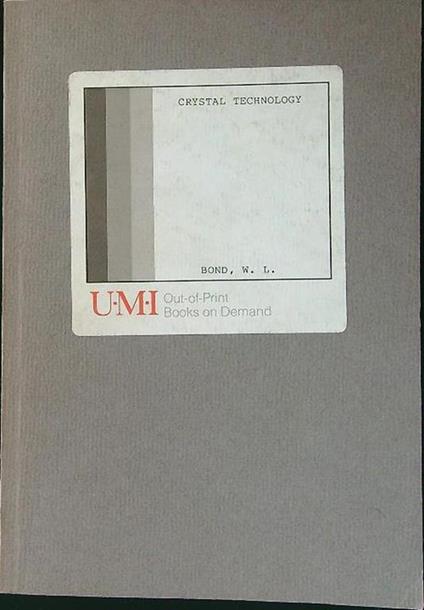 CRYSTAL TECHNOLOGY
BOND, W. L.
U·M·I
Out-of-Print
Books on Demand